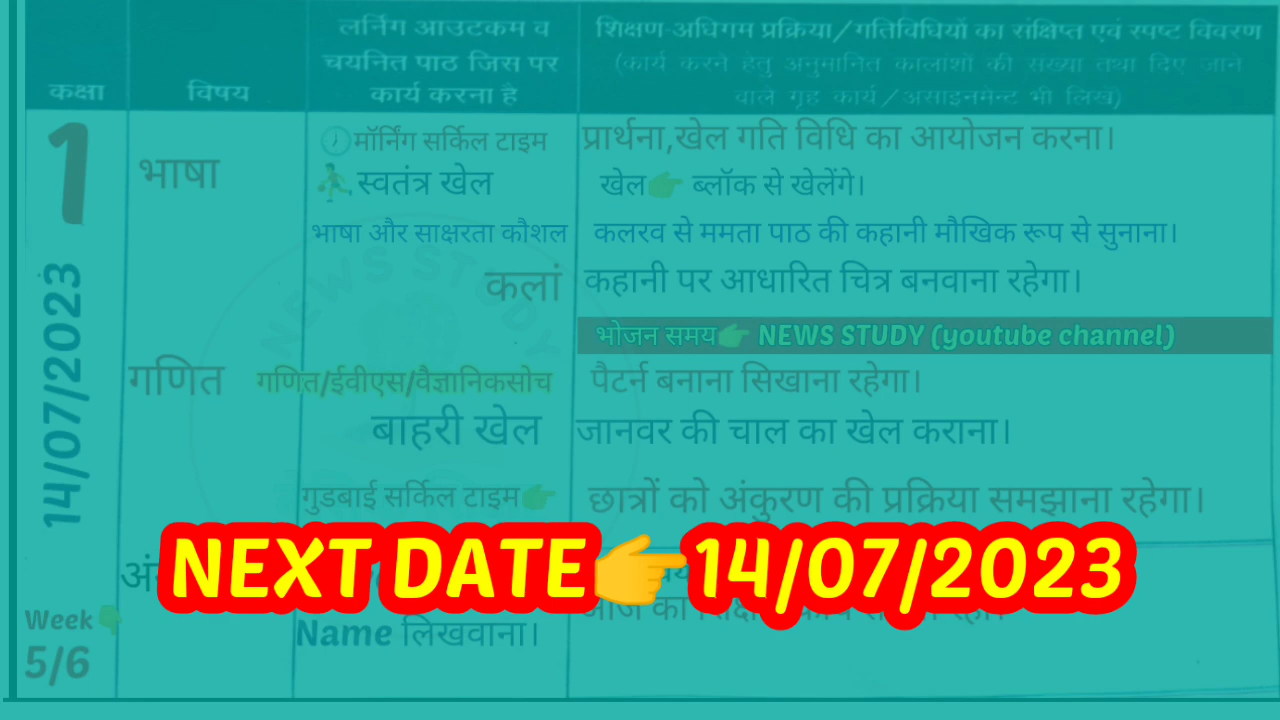 लर्निंग आउटकम व
चयनित पाठ जिस पर
कार्य करना है
शिक्षण-अधिगम प्रक्रिया/गतिविधियों का संक्षिप्त एवं स्पष्ट विवरण
(कार्य करने हेतु अनुमानित कालांशों की संख्या तथा दिए जाने
वाले गृह कार्य/असाइनमेन्ट भी लिखें)
कक्षा
विषय
1
भाषा
🕖मॉर्निंग सर्किल टाइम
प्रार्थना,खेल गति विधि का आयोजन करना।
⛹स्वतंत्र खेल
खेल👉 ब्लॉक से खेलेंगे।
भाषा और साक्षरता कौशल
कलरव से ममता पाठ की कहानी मौखिक रूप से सुनाना।
कलां
कहानी पर आधारित चित्र बनवाना रहेगा।
NEWS STUDY
भोजन समय👉 NEWS STUDY (youtube channel)
14/07/2023
गणित
गणित/ईवीएस/वैज्ञानिकसोच
पैटर्न बनाना सिखाना रहेगा।
बाहरी खेल
जानवर की चाल का खेल कराना।
गुडबाई सर्किल टाइम👉
छात्रों को अंकुरण की प्रक्रिया समझाना रहेगा।
NEXT DATE👉14/07/2023
Week👇
5/6
Name लिखवाना।